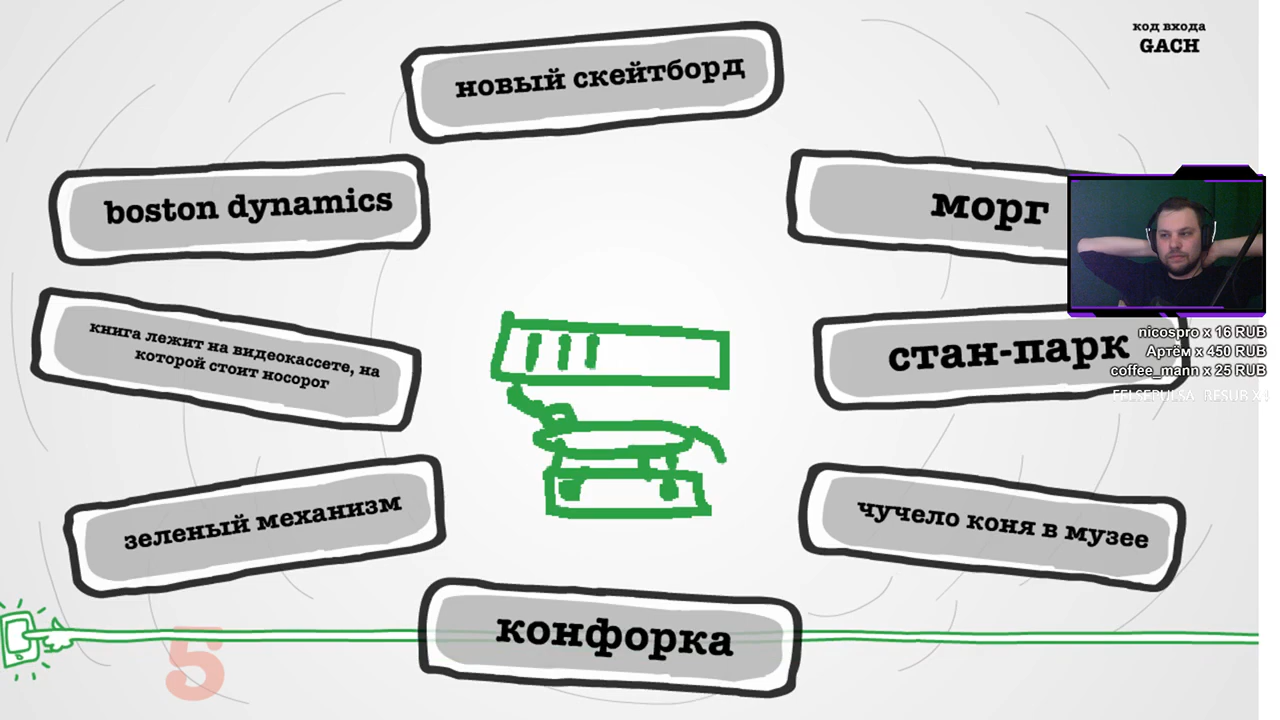 код входа
GACH
новый скейтборд
boston dynamics
морг
книга лежит на видеокассете, на
которой стоит носорог
стан-парк
nicospro x 16 RUB
Артём x 450 RUB
coffee_mann x 25 RUB
зеленый механизм
чучело коня в музее
конфорка
5